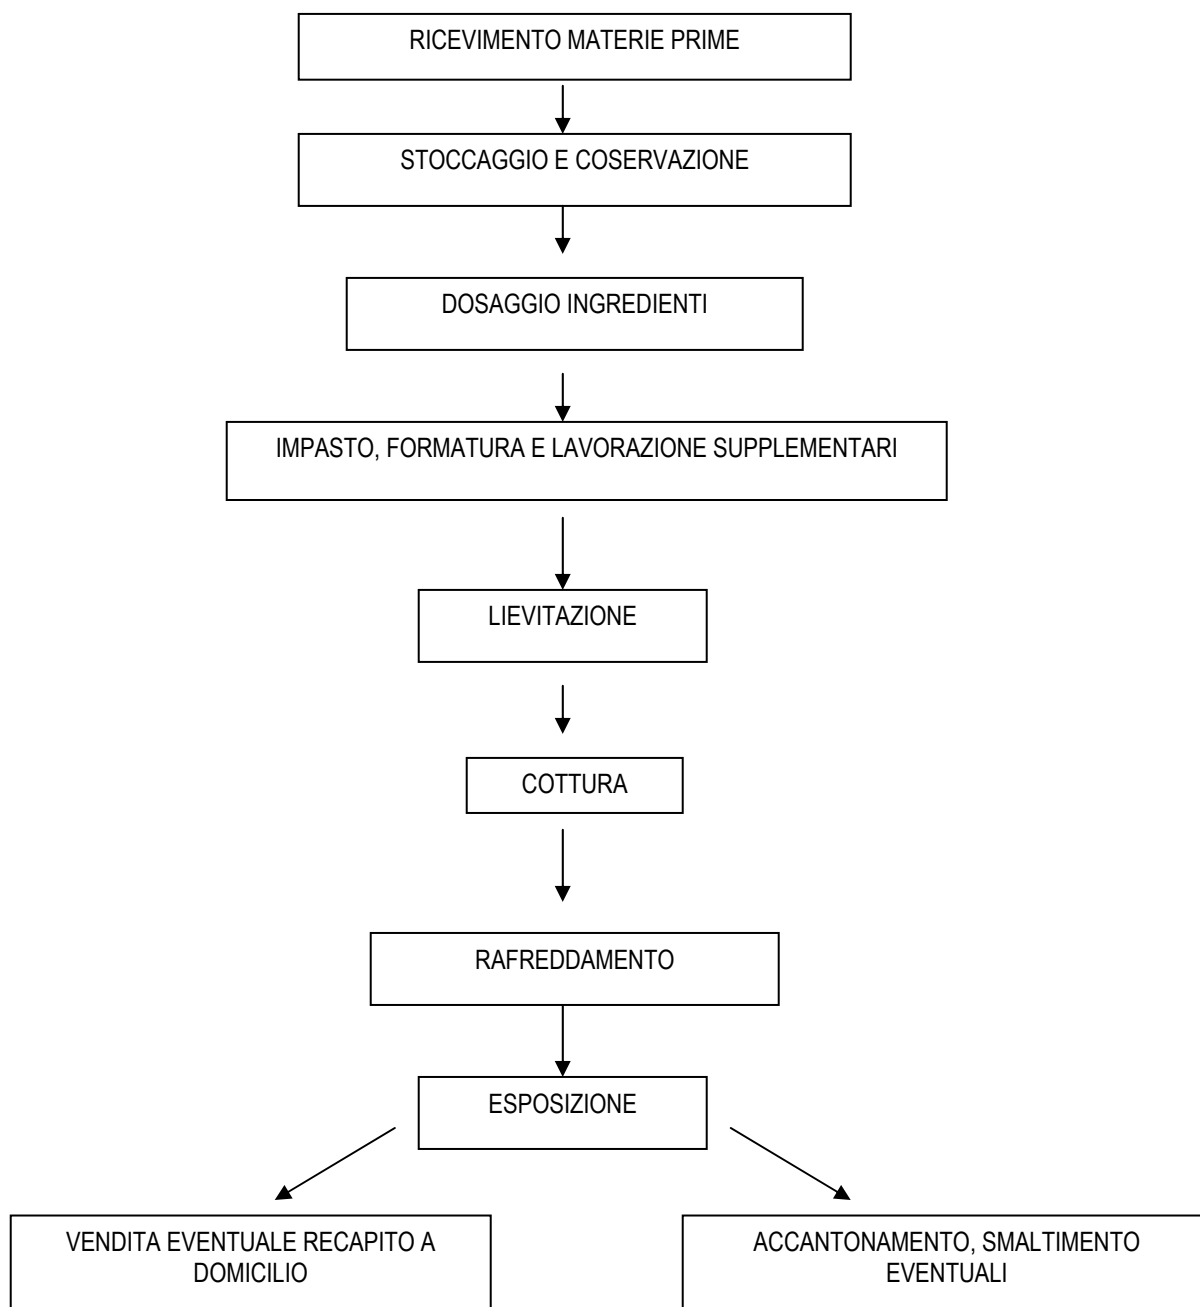 RICEVIMENTO MATERIE PRIME
STOCCAGGIO E COSERVAZIONE
DOSAGGIO INGREDIENTI
IMPASTO, FORMATURA E LAVORAZIONE SUPPLEMENTARI
LIEVITAZIONE
COTTURA
RAFREDDAMENTO
ESPOSIZIONE
VENDITA EVENTUALE RECAPITO A
DOMICILIO
ACCANTONAMENTO, SMALTIMENTO
EVENTUALI